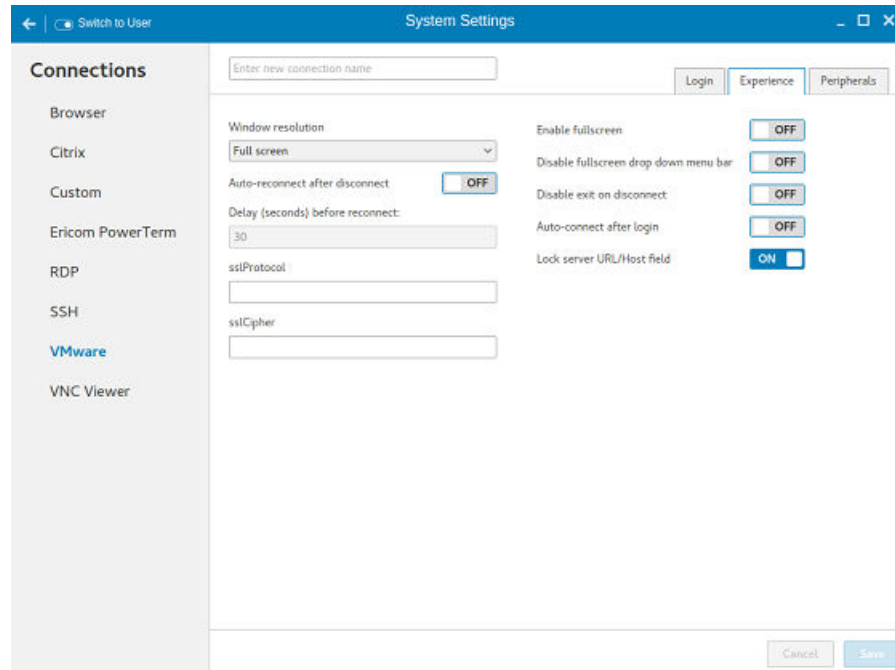 Switch to User
System Settings
Connections
Browser
Citrix
Custom
Ericom PowerTerm
RDP
SSH
VMware
VNC Viewer
Enter new connection name
Login
Experience
Peripherals
Window resolution
Full screen
Auto-reconnect after disconnect
OFF
Delay (seconds) before reconnect:
30
sslProtocol
sslCipher
Enable fullscreen
OFF
Disable fullscreen drop down menu bar
OFF
Disable exit on disconnect
OFF
Auto-connect after login
OFF
Lock server URL/Host field
ON
Cancel
Save